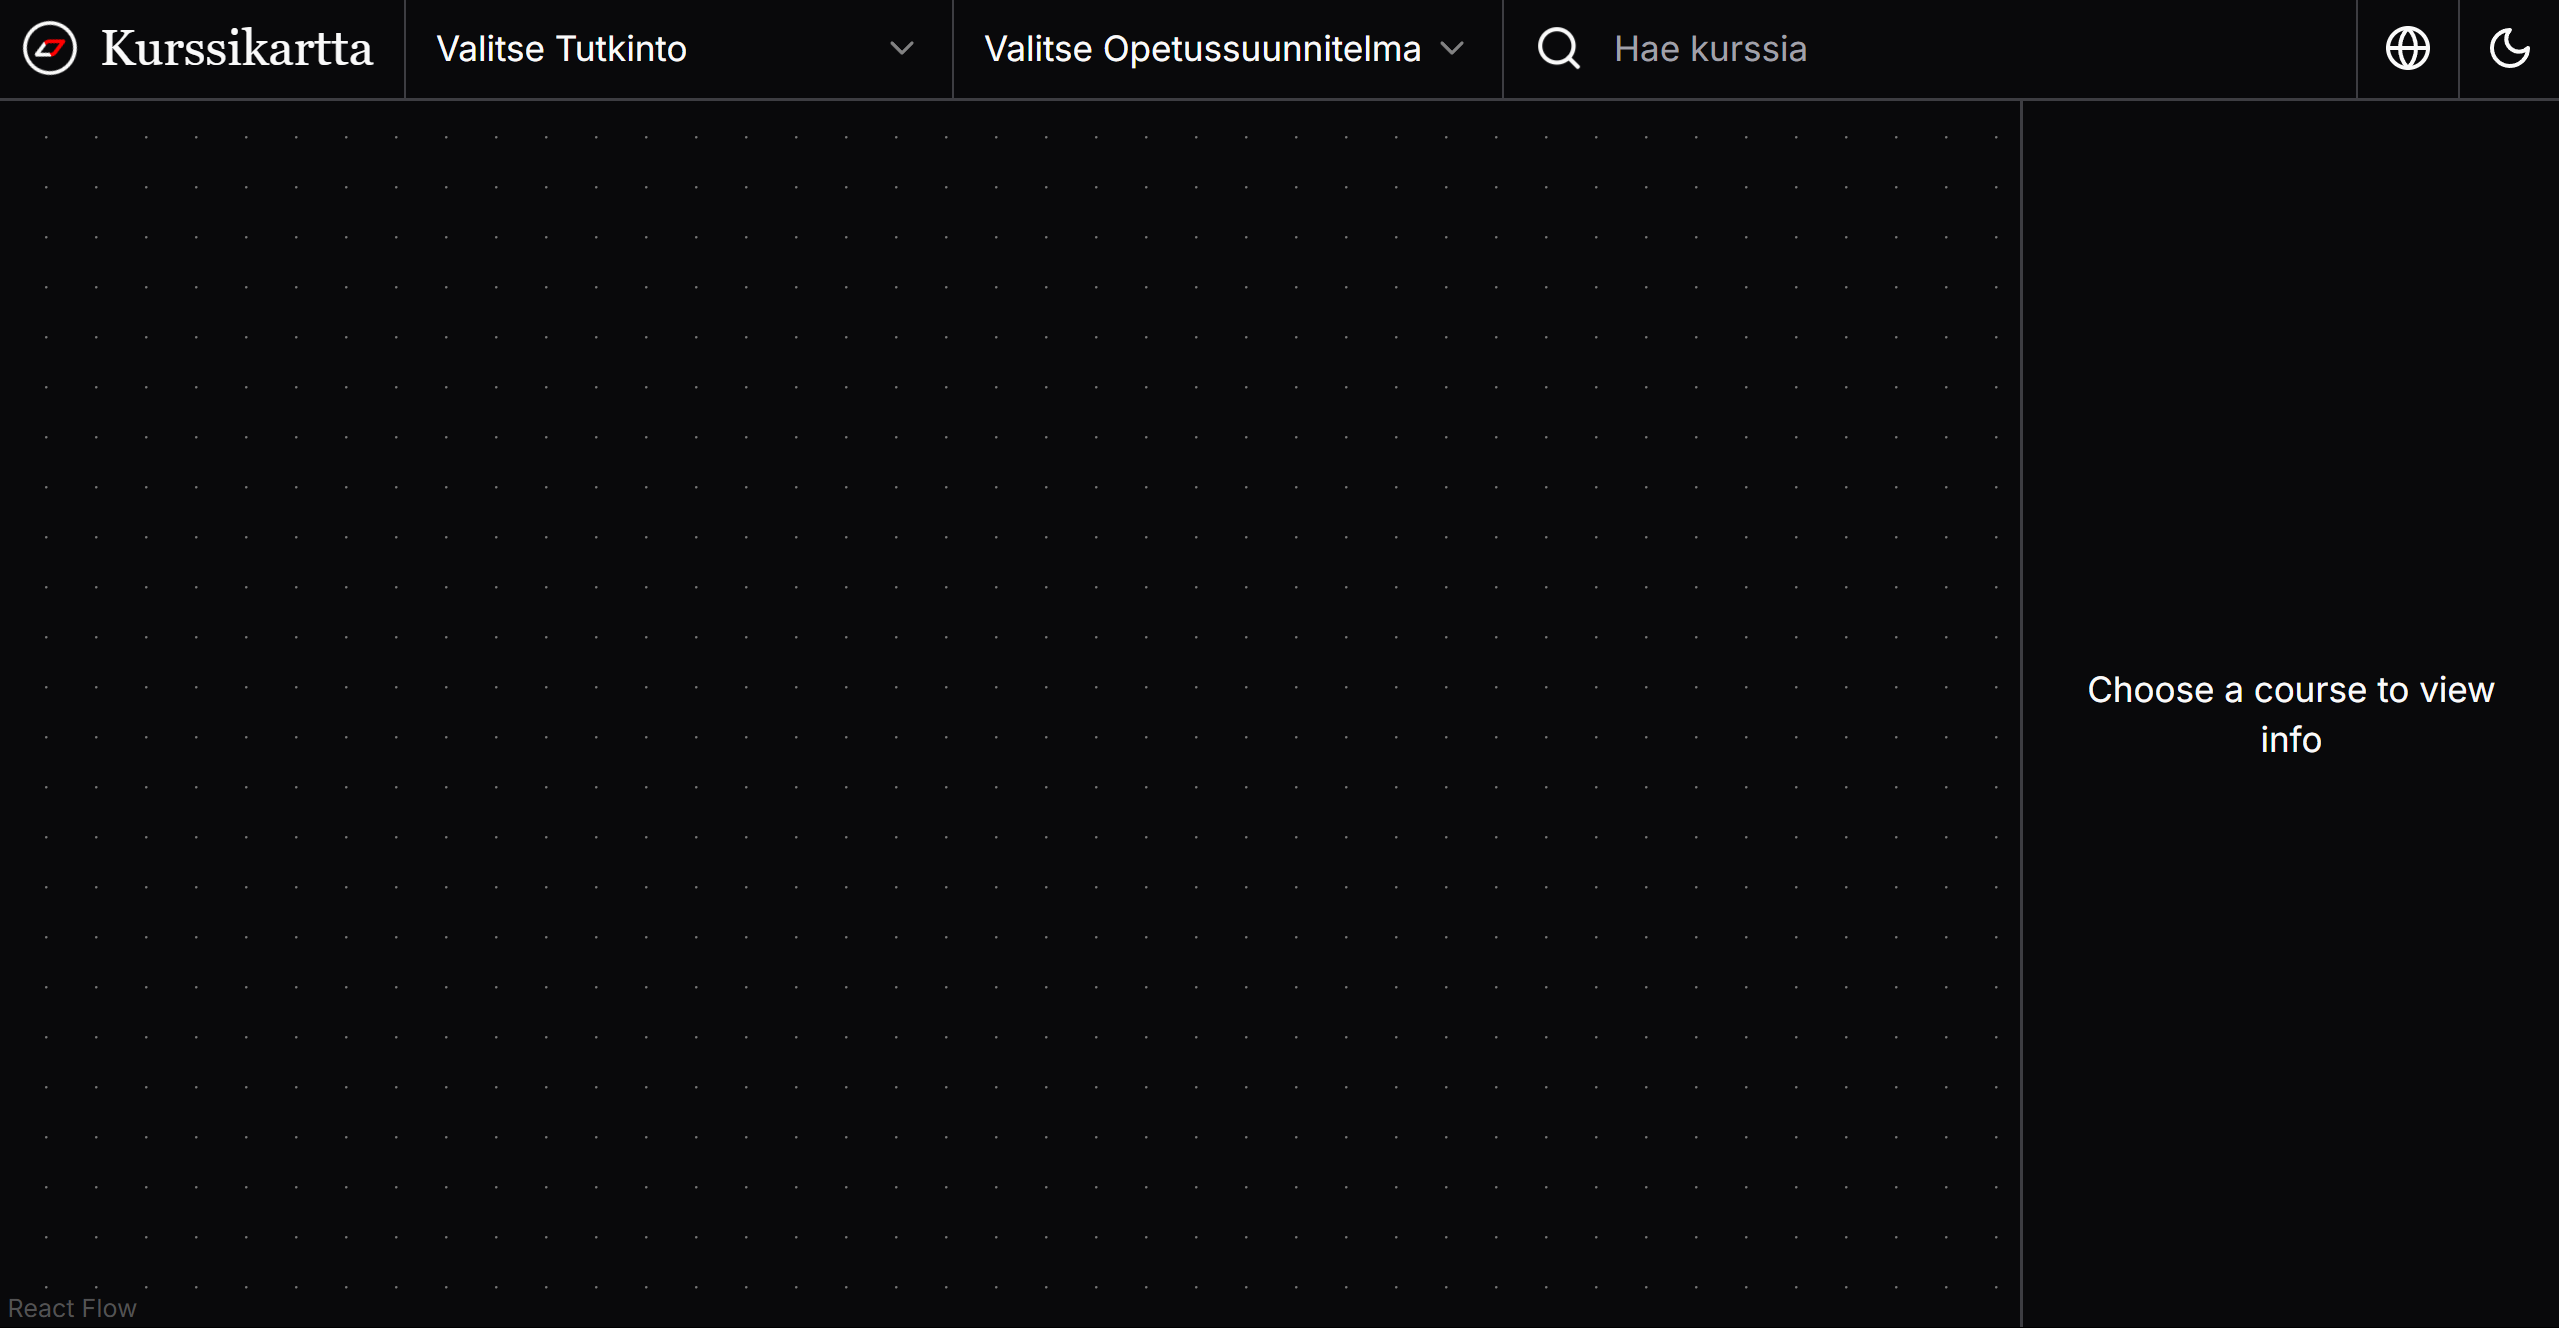 Kurssikartta
Valitse Tutkinto
Valitse Opetussuunnitelma
Hae kurssia
Choose a course to view
info
React Flow